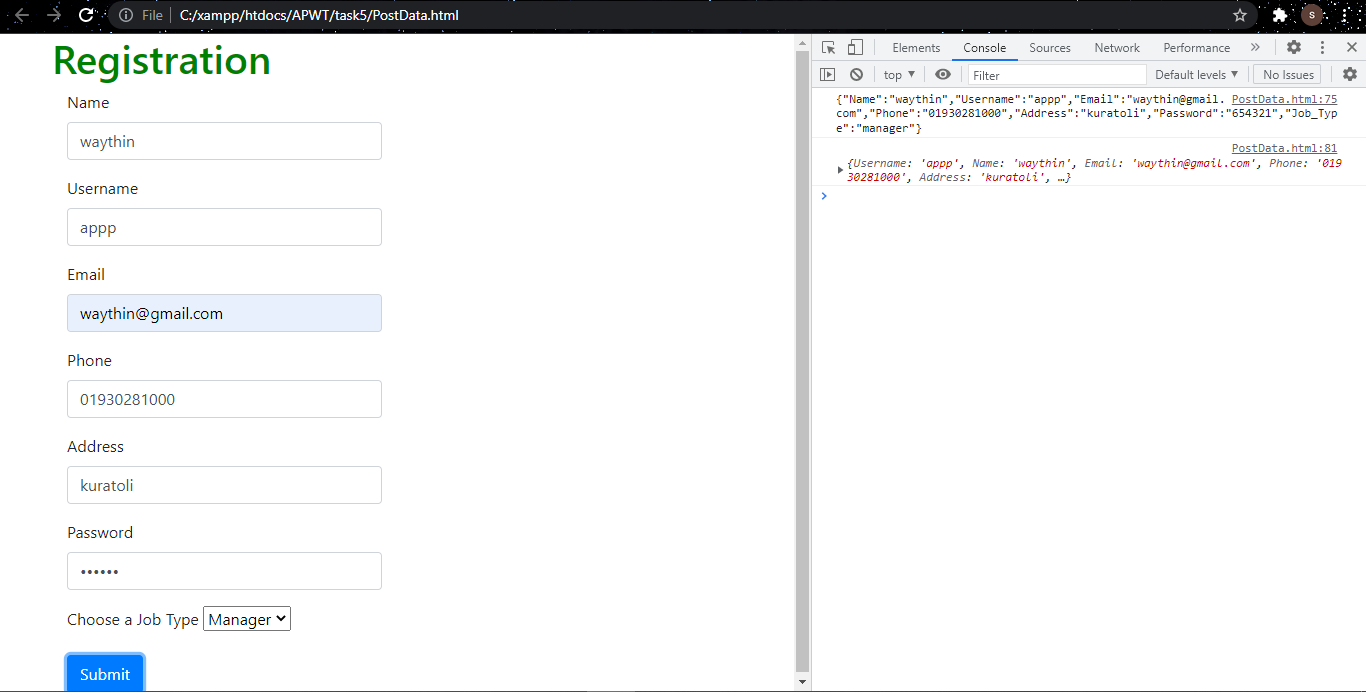 File C:/xampp/htdocs/APWT/task5/PostData.html S
Registration
Name
waythin
Username
appp
Email
waythin@gmail.com
Phone
01930281000
Address
kuratoli
Password
••••••
Choose a Job Type Manager
Submit
Elements Console Sources Network Performance »
top ▼ Filter Default levels ▼ No Issues
{"Name":"waythin","Username":"appp","Email":"waythin@gmail. PostData.html:75
com","Phone":"01930281000","Address":"kuratoli","Password":"654321","Job_Typ
e":"manager"}
PostData.html:81
{Username: 'appp', Name: 'waythin', Email: 'waythin@gmail.com', Phone: '019
30281000', Address: 'kuratoli', …}